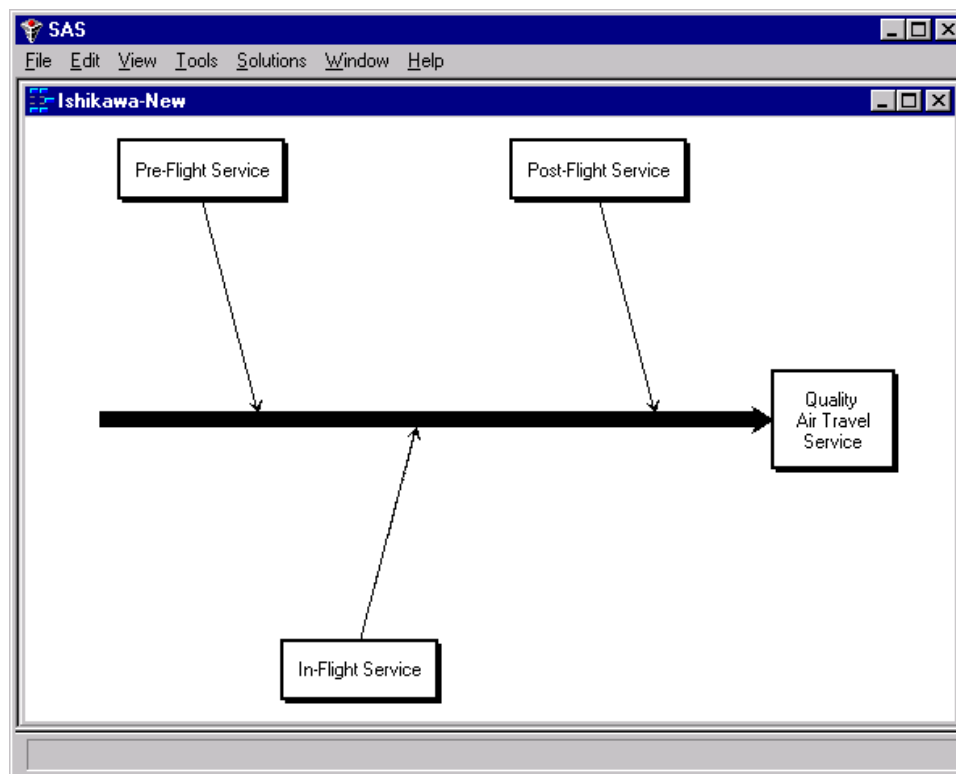 SAS
File Edit View Tools Solutions Window Help
Ishikawa-New
Pre-Flight Service
Post-Flight Service
Quality
Air Travel
Service
In-Flight Service